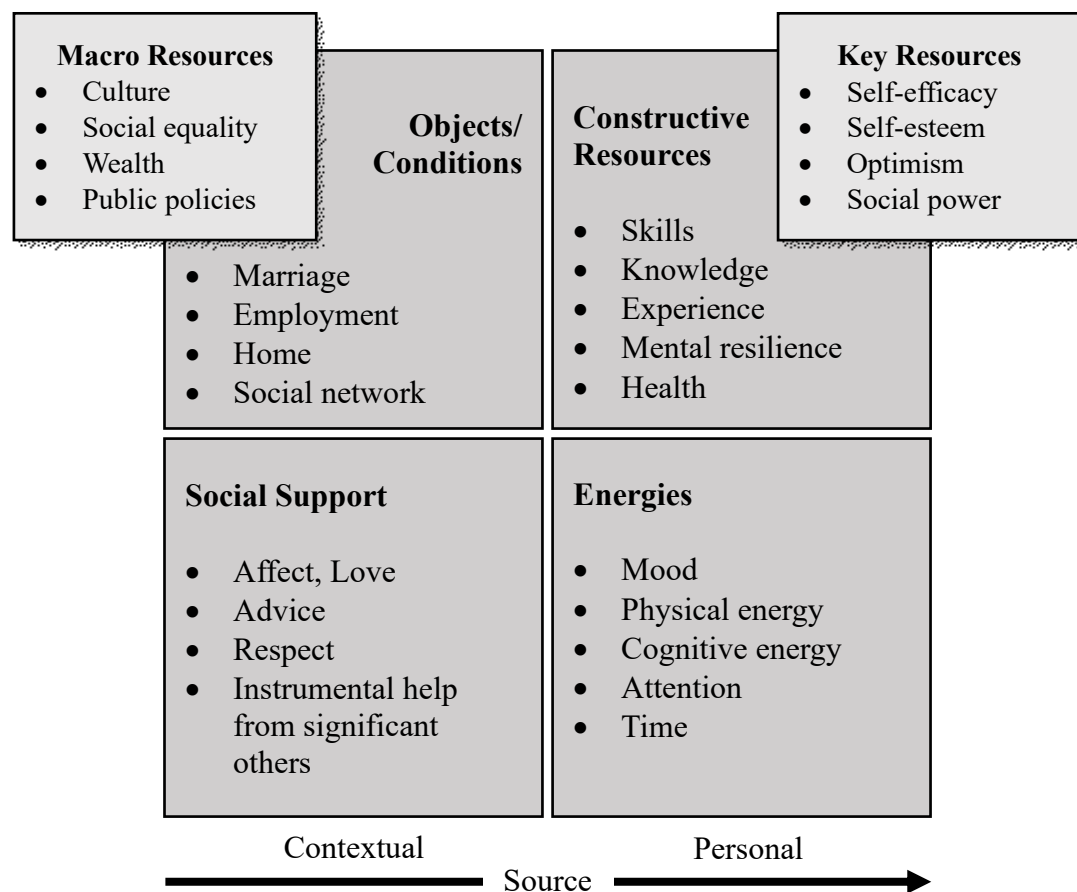 Macro Resources
• Culture
• Social equality
• Wealth
• Public policies
Objects/
Conditions
• Marriage
• Employment
• Home
• Social network
Constructive
Resources
• Skills
• Knowledge
• Experience
• Mental resilience
• Health
Key Resources
• Self-efficacy
• Self-esteem
• Optimism
• Social power
Social Support
• Affect, Love
• Advice
• Respect
• Instrumental help
from significant
others
Energies
• Mood
• Physical energy
• Cognitive energy
• Attention
• Time
Contextual
Personal
Source